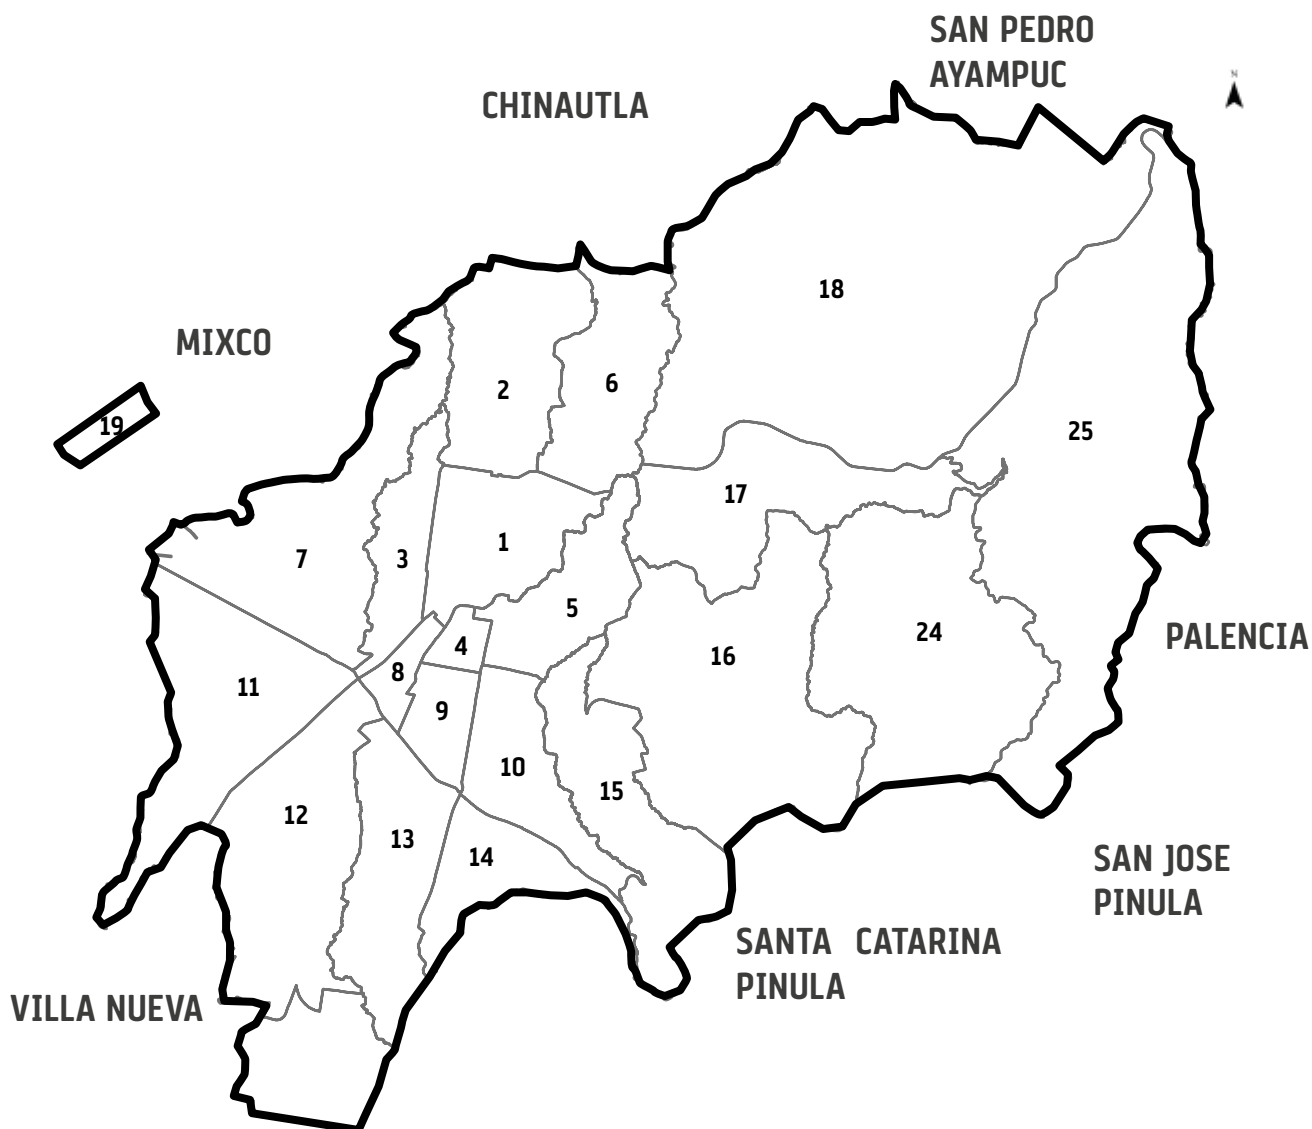 SAN PEDRO
AYAMPUC
N
CHINAUTLA
18
MIXCO
2
6
19
25
17
1
7
3
5
24
PALENCIA
4
16
8
11
9
10
15
12
13
14
SAN JOSE
PINULA
SANTA CATARINA
PINULA
VILLA NUEVA